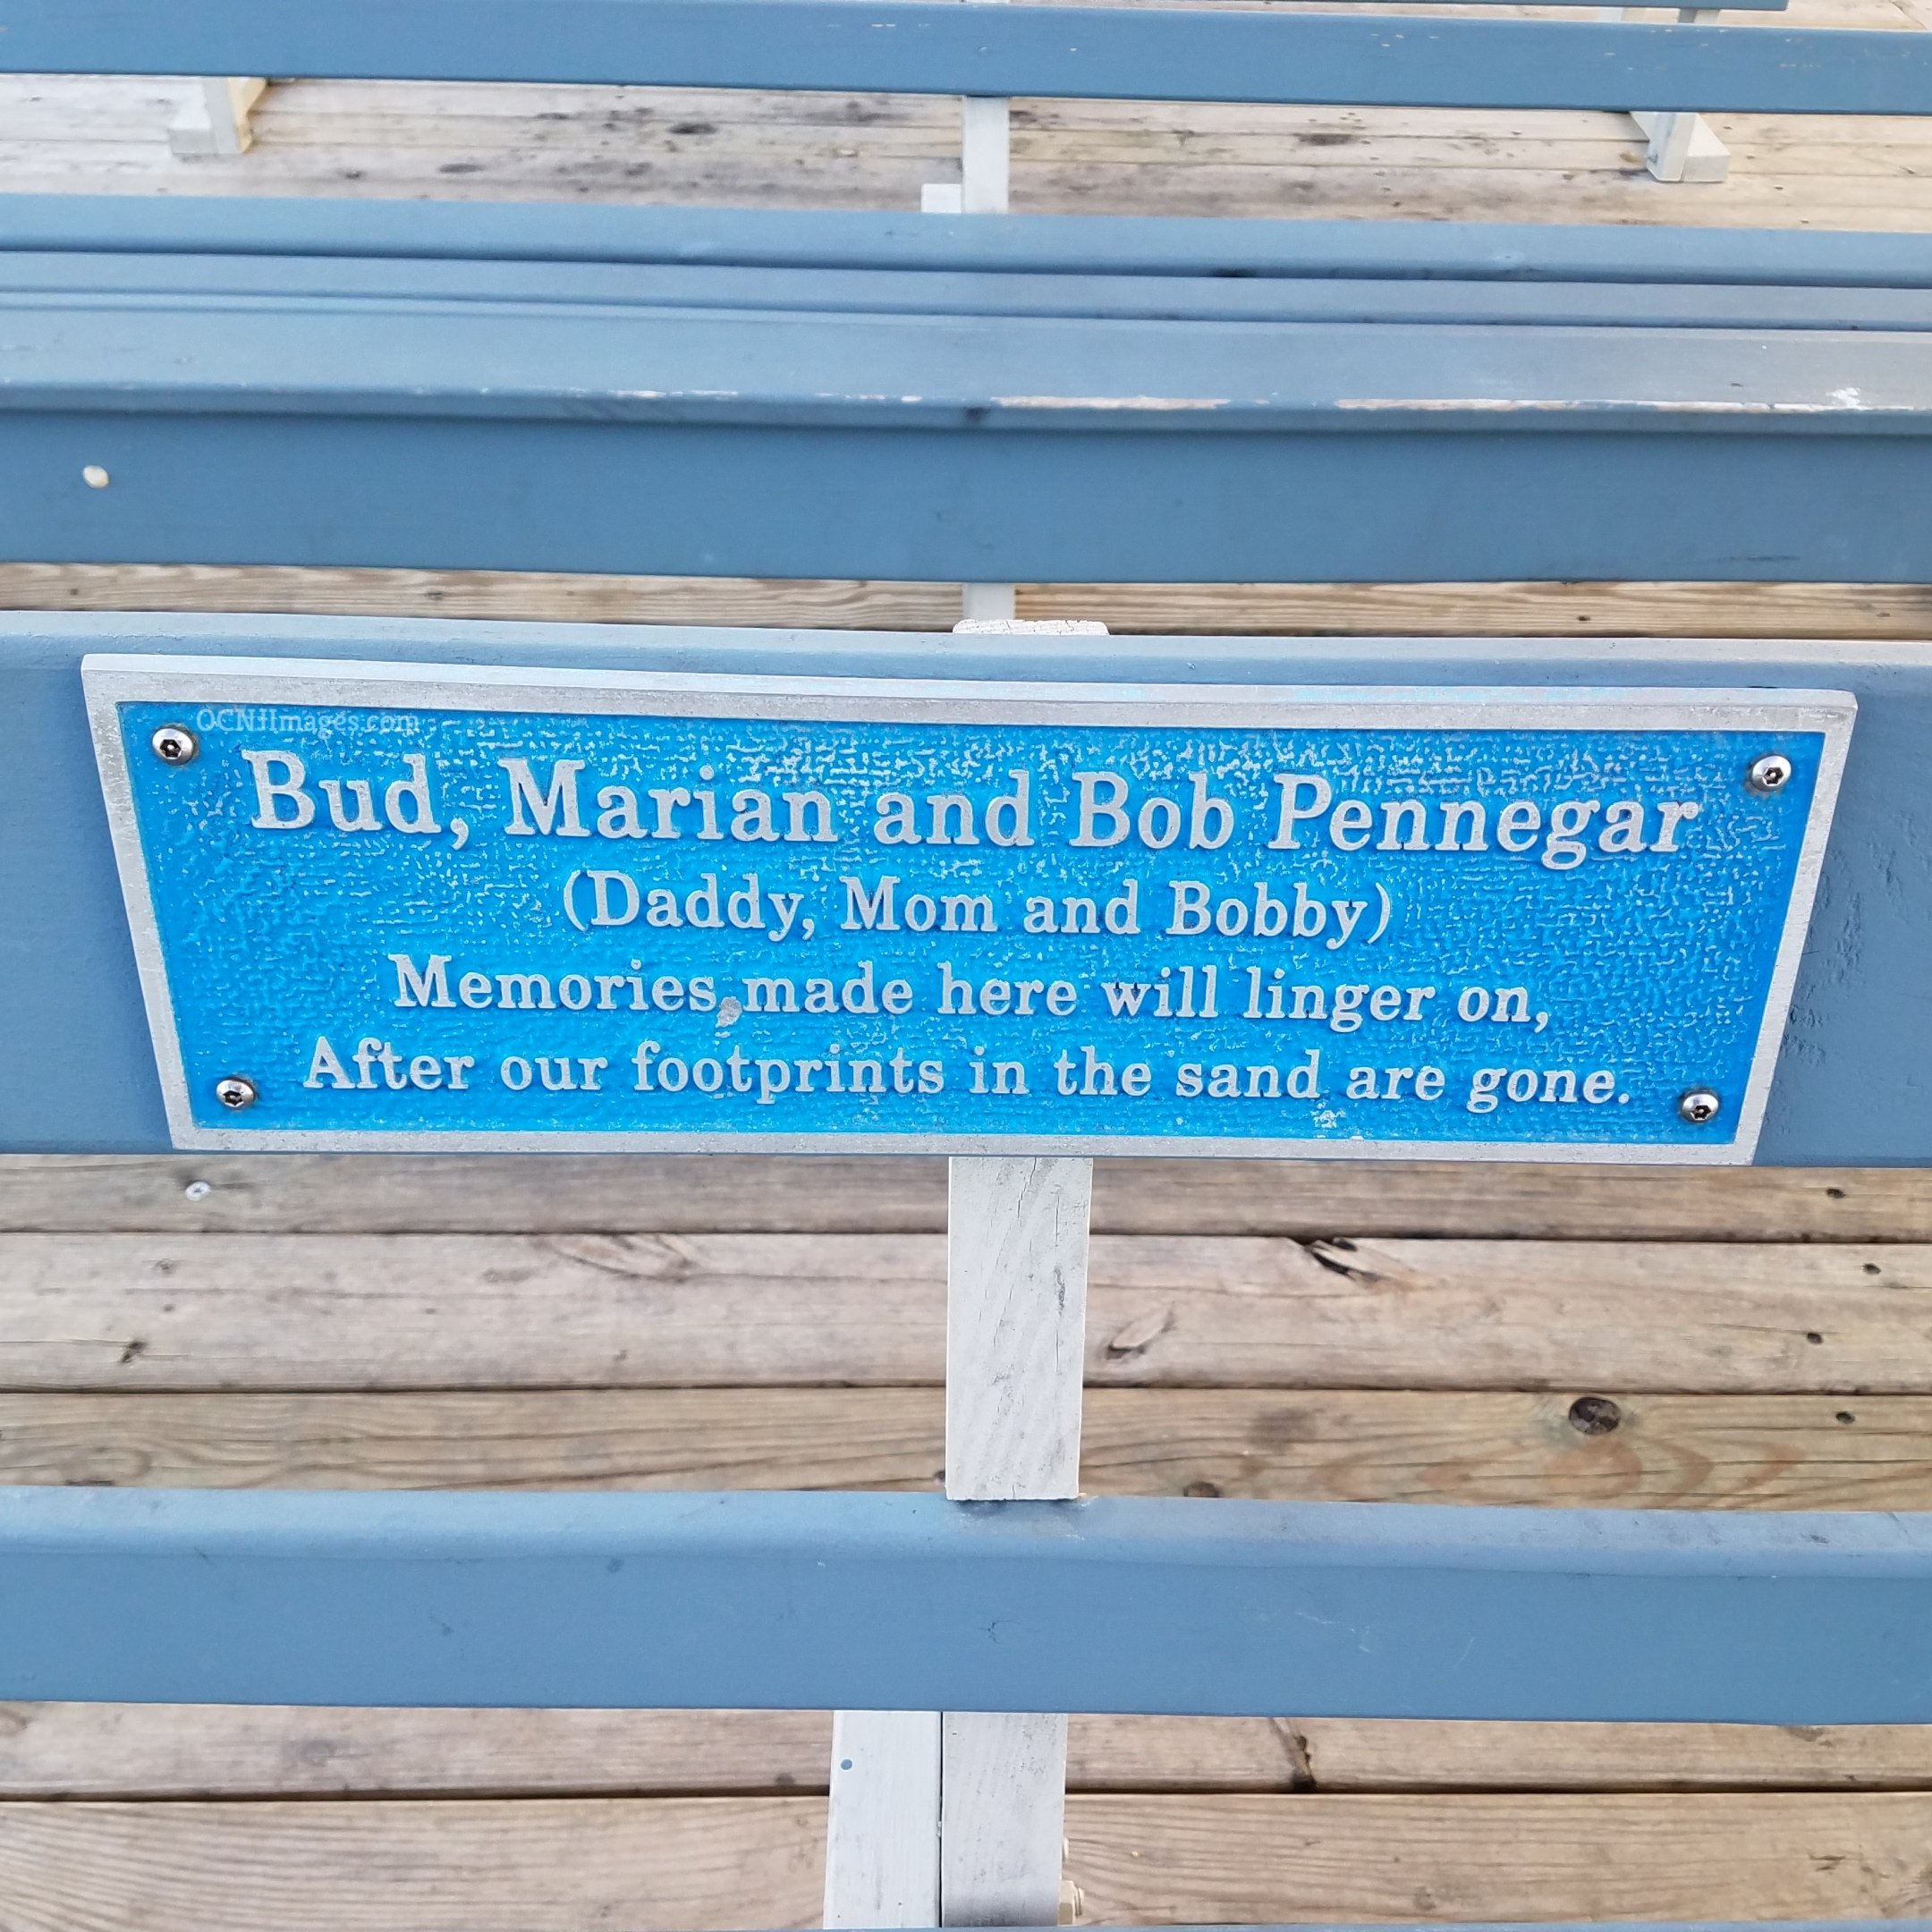 OCNJImages.com
Bud, Marian and Bob Pennegar
(Daddy, Mom and Bobby)
Memories made here will linger on,
After our footprints in the sand are gone.